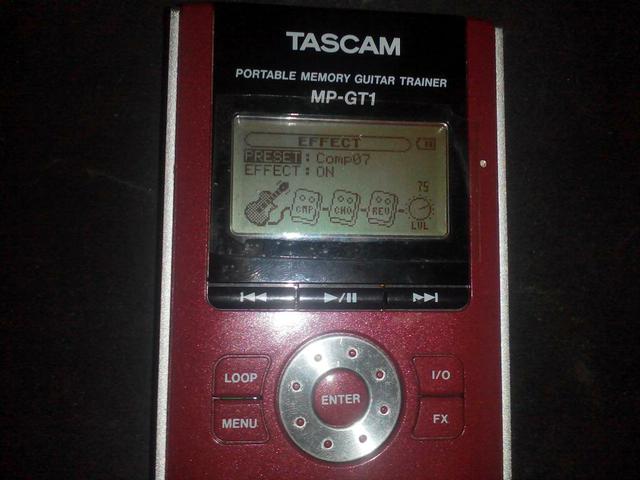 TASCAM
PORTABLE MEMORY GUITAR TRAINER
MP-GT1
EFFECT
PRESET: Comp07
EFFECT: ON
75
CMP CHO REV
LVL
LOOP
I/O
ENTER
MENU
FX